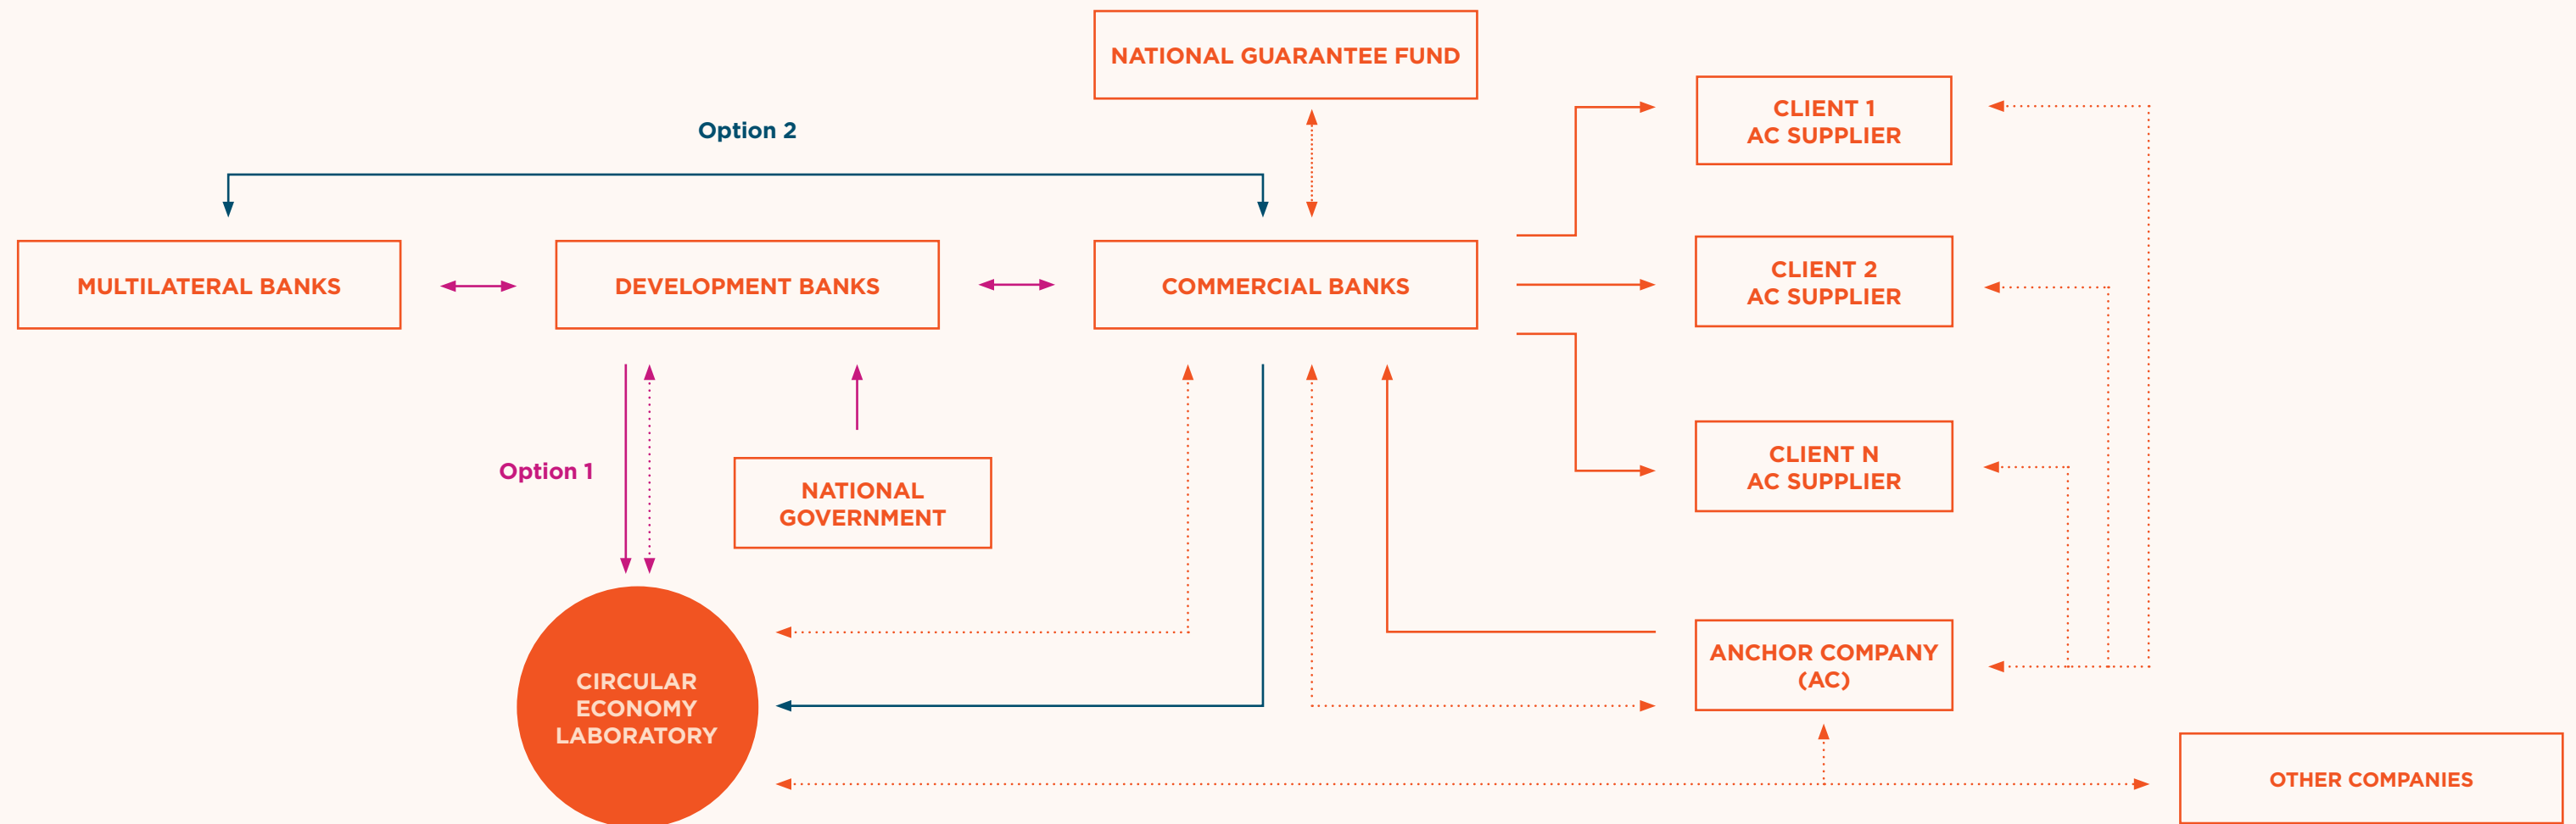 NATIONAL GUARANTEE FUND
CLIENT 1
AC SUPPLIER
Option 2
MULTILATERAL BANKS
DEVELOPMENT BANKS
COMMERCIAL BANKS
CLIENT 2
AC SUPPLIER
Option 1
NATIONAL
GOVERNMENT
CLIENT N
AC SUPPLIER
CIRCULAR
ECONOMY
LABORATORY
ANCHOR COMPANY
(AC)
OTHER COMPANIES